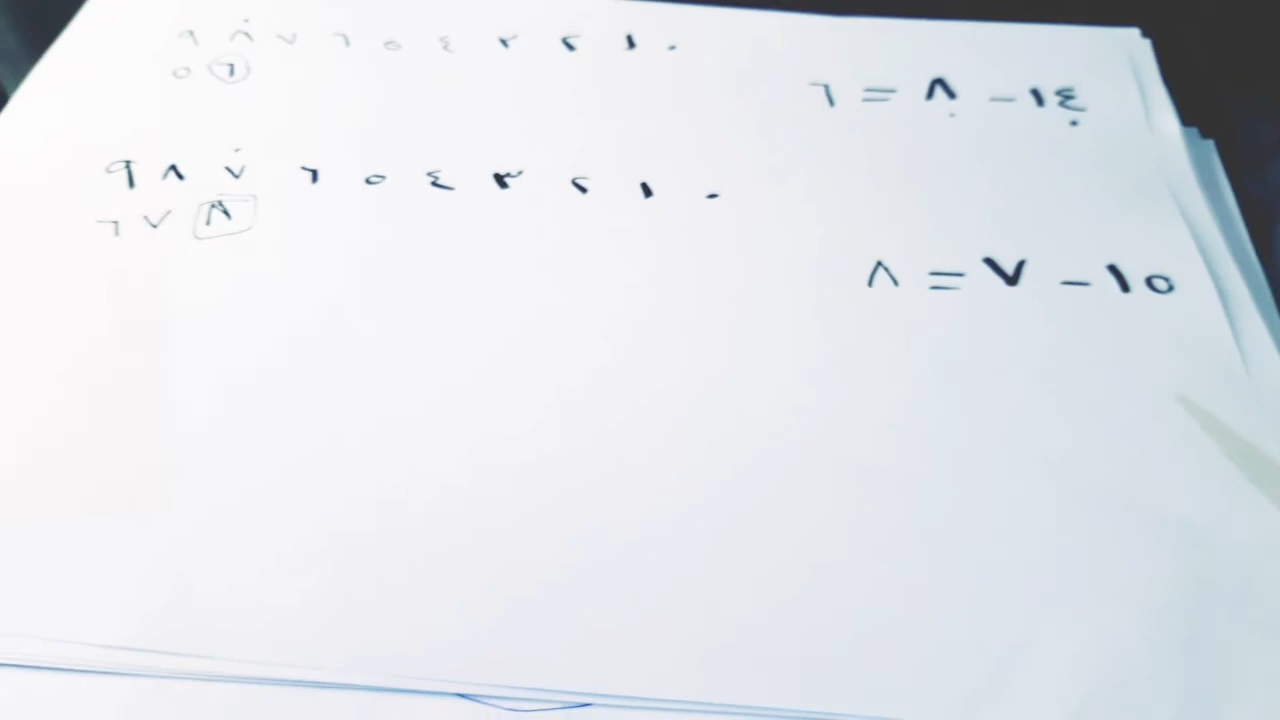 ٩ ٨ ٧ ٦ ٥ ٤ ٣ ٢ ١ ٠
٥ ٦
٦ = ٨ - ١٤
٩ ٨ ٧ ٦ ٥ ٤ ٣ ٢ ١ ٠
٦ ٧ ٨
٨ = ٧ - ١٥